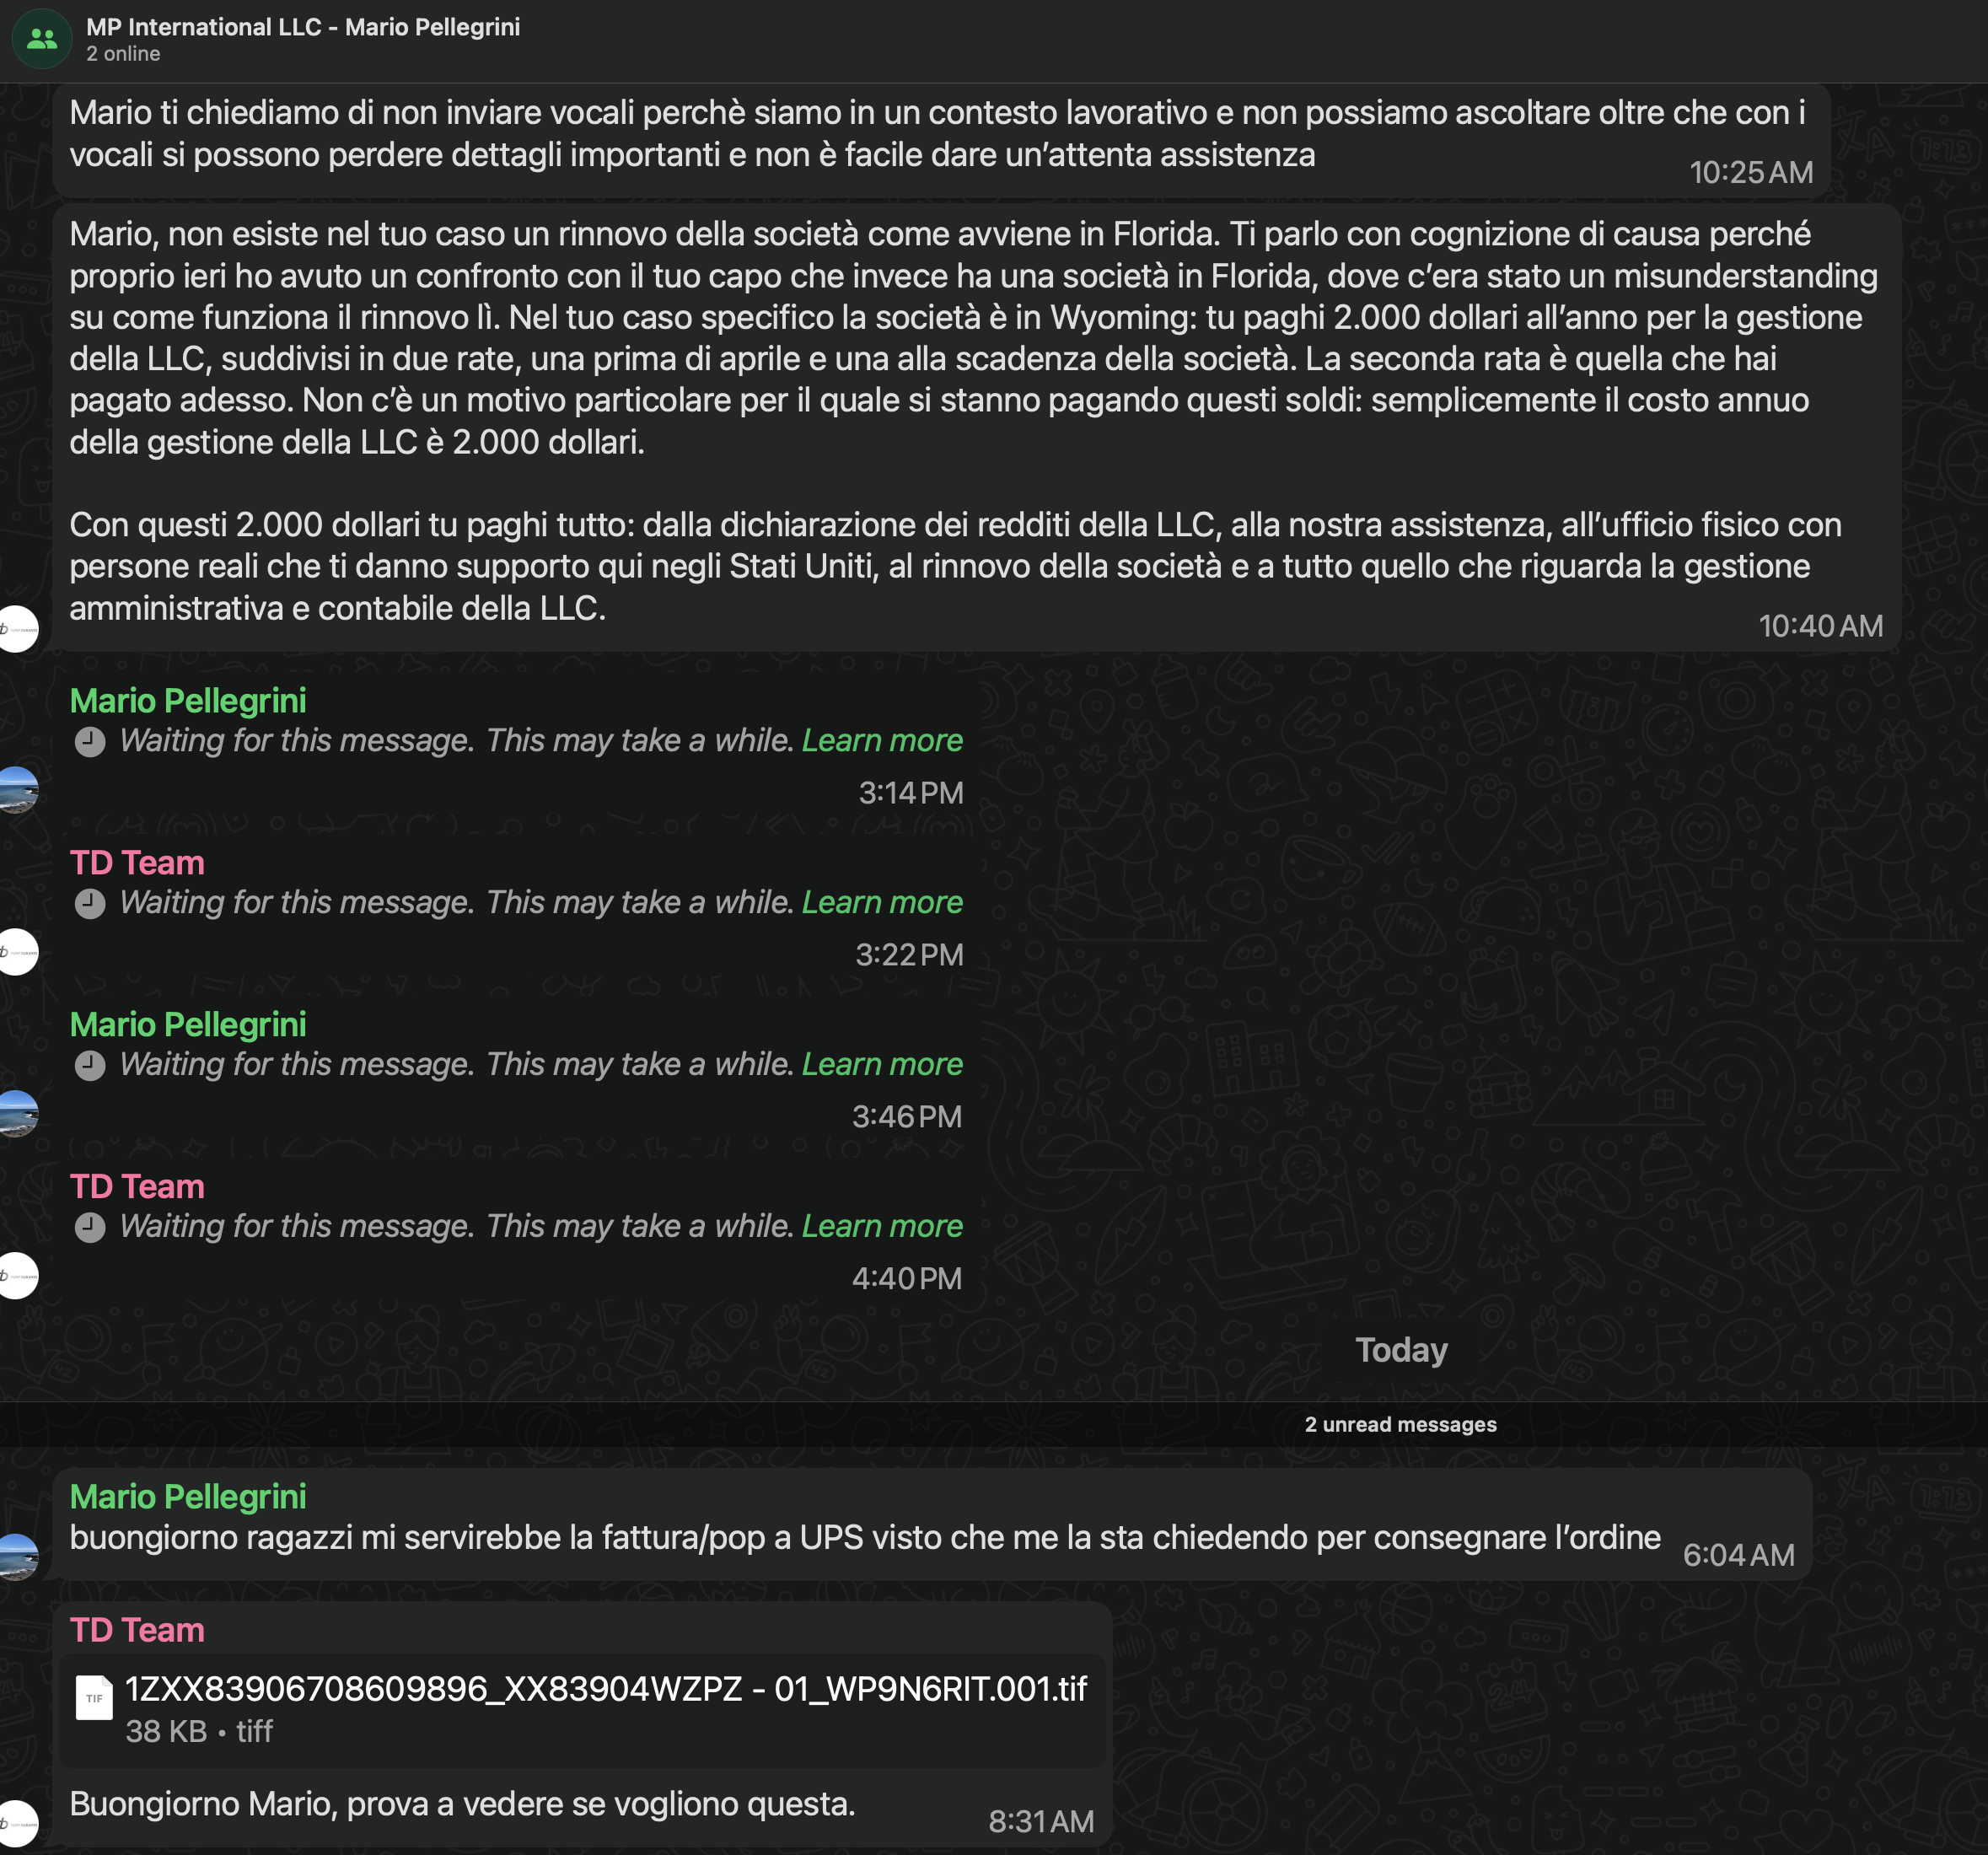 MP International LLC - Mario Pellegrini
2 online
Mario ti chiediamo di non inviare vocali perchè siamo in un contesto lavorativo e non possiamo ascoltare oltre che con i
vocali si possono perdere dettagli importanti e non è facile dare un’attenta assistenza
10:25 AM
Mario, non esiste nel tuo caso un rinnovo della società come avviene in Florida. Ti parlo con cognizione di causa perché
proprio ieri ho avuto un confronto con il tuo capo che invece ha una società in Florida, dove c’era stato un misunderstanding
su come funziona il rinnovo lì. Nel tuo caso specifico la società è in Wyoming: tu paghi 2.000 dollari all’anno per la gestione
della LLC, suddivisi in due rate, una prima di aprile e una alla scadenza della società. La seconda rata è quella che hai
pagato adesso. Non c’è un motivo particolare per il quale si stanno pagando questi soldi: semplicemente il costo annuo
della gestione della LLC è 2.000 dollari.
Con questi 2.000 dollari tu paghi tutto: dalla dichiarazione dei redditi della LLC, alla nostra assistenza, all’ufficio fisico con
persone reali che ti danno supporto qui negli Stati Uniti, al rinnovo della società e a tutto quello che riguarda la gestione
amministrativa e contabile della LLC.
10:40 AM
Mario Pellegrini
Waiting for this message. This may take a while. Learn more
3:14 PM
TD Team
Waiting for this message. This may take a while. Learn more
3:22 PM
Mario Pellegrini
Waiting for this message. This may take a while. Learn more
3:46 PM
TD Team
Waiting for this message. This may take a while. Learn more
4:40 PM
Today
2 unread messages
Mario Pellegrini
buongiorno ragazzi mi servirebbe la fattura/pop a UPS visto che me la sta chiedendo per consegnare l’ordine
6:04 AM
TD Team
TIF
1ZXX83906708609896_XX83904WZPZ - 01_WP9N6RIT.001.tif
38 KB • tiff
Buongiorno Mario, prova a vedere se vogliono questa.
8:31 AM